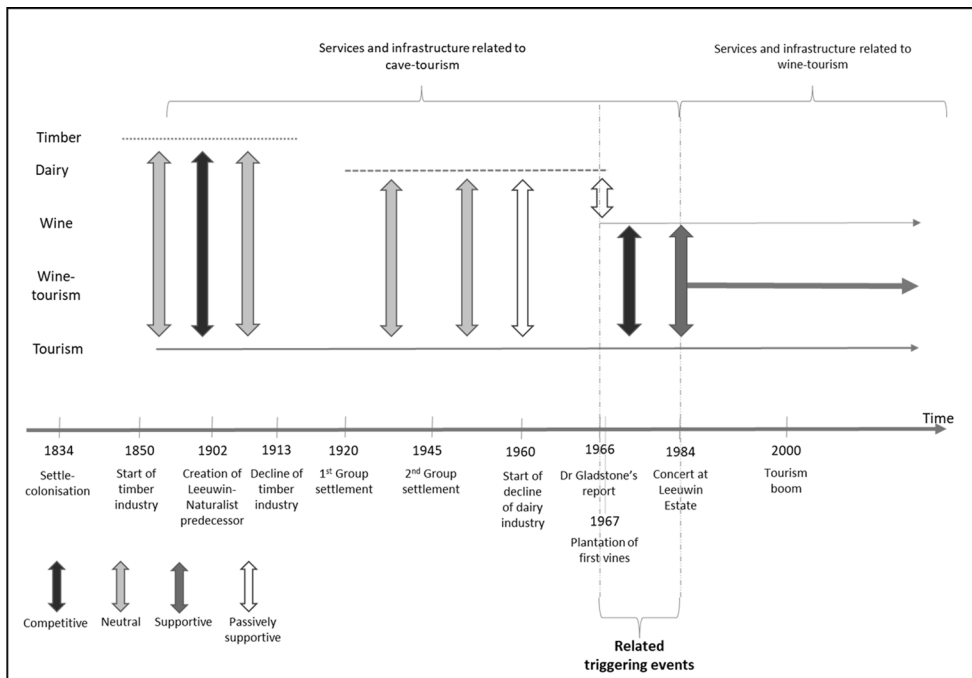 Services and infrastructure related to
cave-tourism
Services and infrastructure related to
wine-tourism
Timber
Dairy
Wine
Wine-
tourism
Tourism
Time
1834
1850
1902
1913
1920
1945
1960
1966
1984
2000
Settle-
colonisation
Start of
timber
industry
Creation of
Leeuwin-
Naturalist
predecessor
Decline of
timber
industry
1st Group
settlement
2nd Group
settlement
Start of
decline
of dairy
industry
Dr Gladstone's
report
1967
Plantation of
first vines
Concert at
Leeuwin
Estate
Tourism
boom
Competitive
Neutral
Supportive
Passively
supportive
Related
triggering events